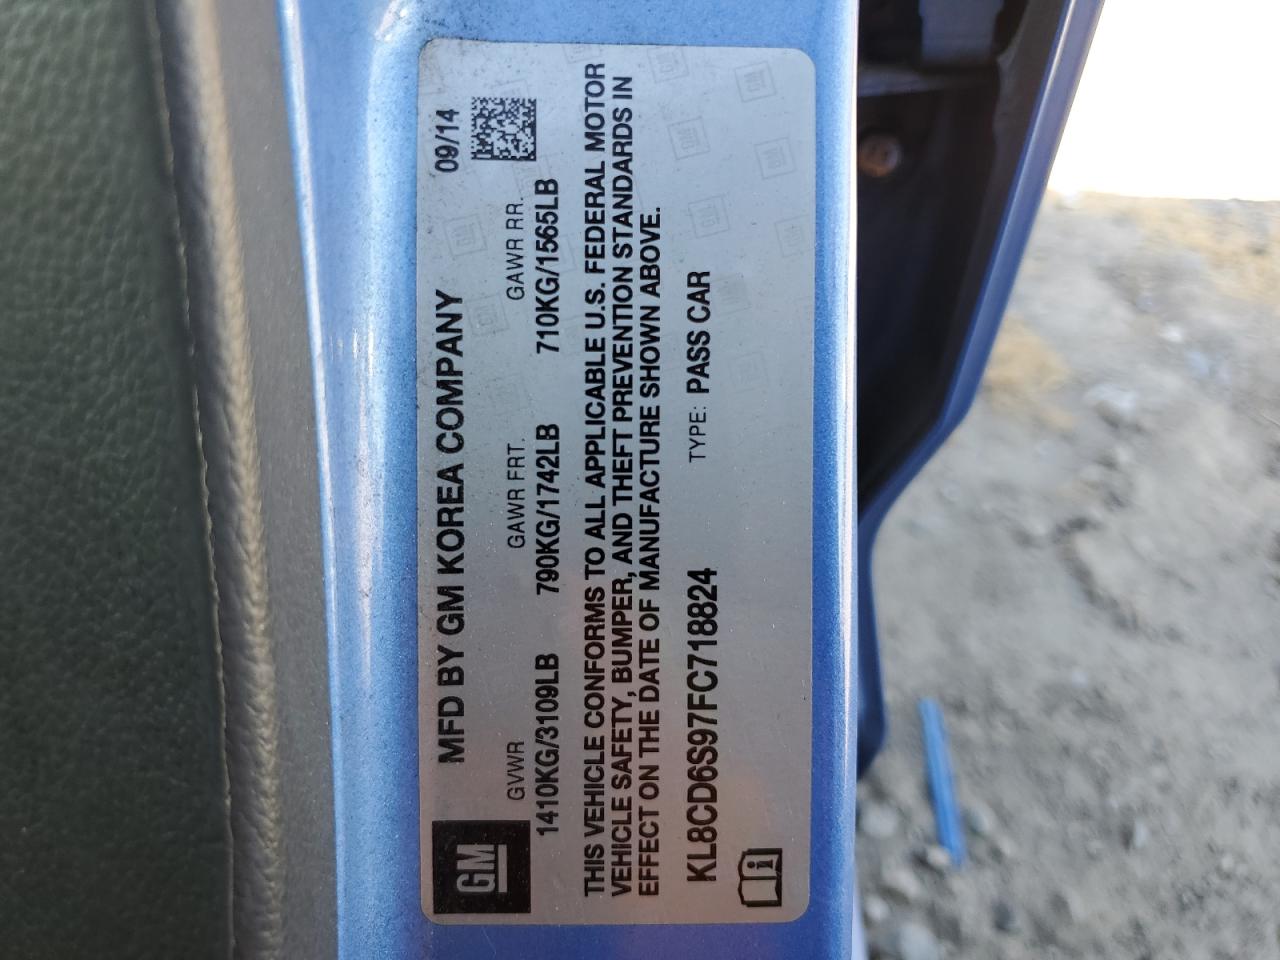 GM
MFD BY GM KOREA COMPANY 09/14
GVWR GAWR FRT. GAWR RR.
1410KG/3109LB 790KG/1742LB 710KG/1565LB
THIS VEHICLE CONFORMS TO ALL APPLICABLE U.S. FEDERAL MOTOR
VEHICLE SAFETY, BUMPER, AND THEFT PREVENTION STANDARDS IN
EFFECT ON THE DATE OF MANUFACTURE SHOWN ABOVE.
KL8CD6S97FC718824 TYPE: PASS CAR